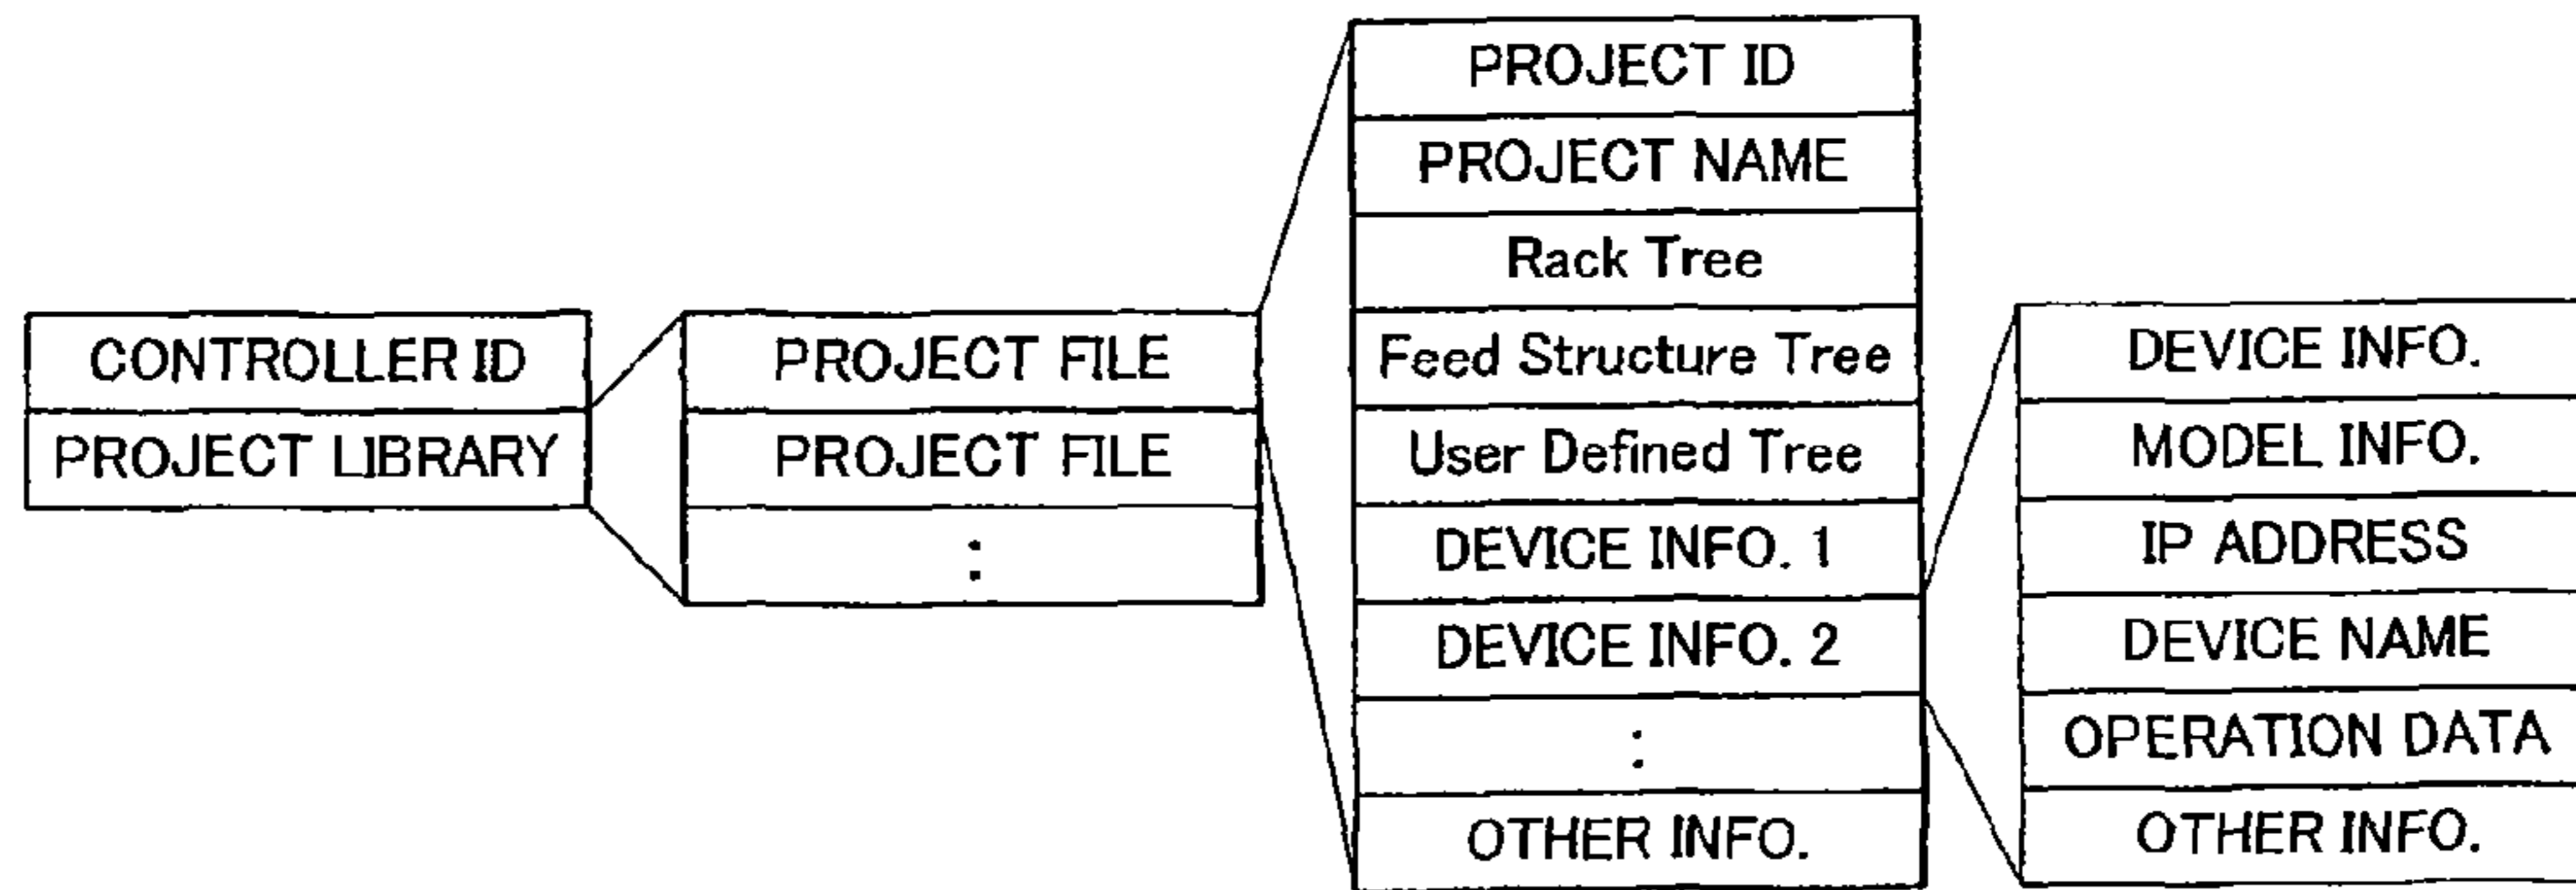 CONTROLLER ID
PROJECT LIBRARY
PROJECT FILE
PROJECT FILE
:
PROJECT ID
PROJECT NAME
Rack Tree
Feed Structure Tree
User Defined Tree
DEVICE INFO. 1
DEVICE INFO. 2
:
OTHER INFO.
DEVICE INFO.
MODEL INFO.
IP ADDRESS
DEVICE NAME
OPERATION DATA
OTHER INFO.